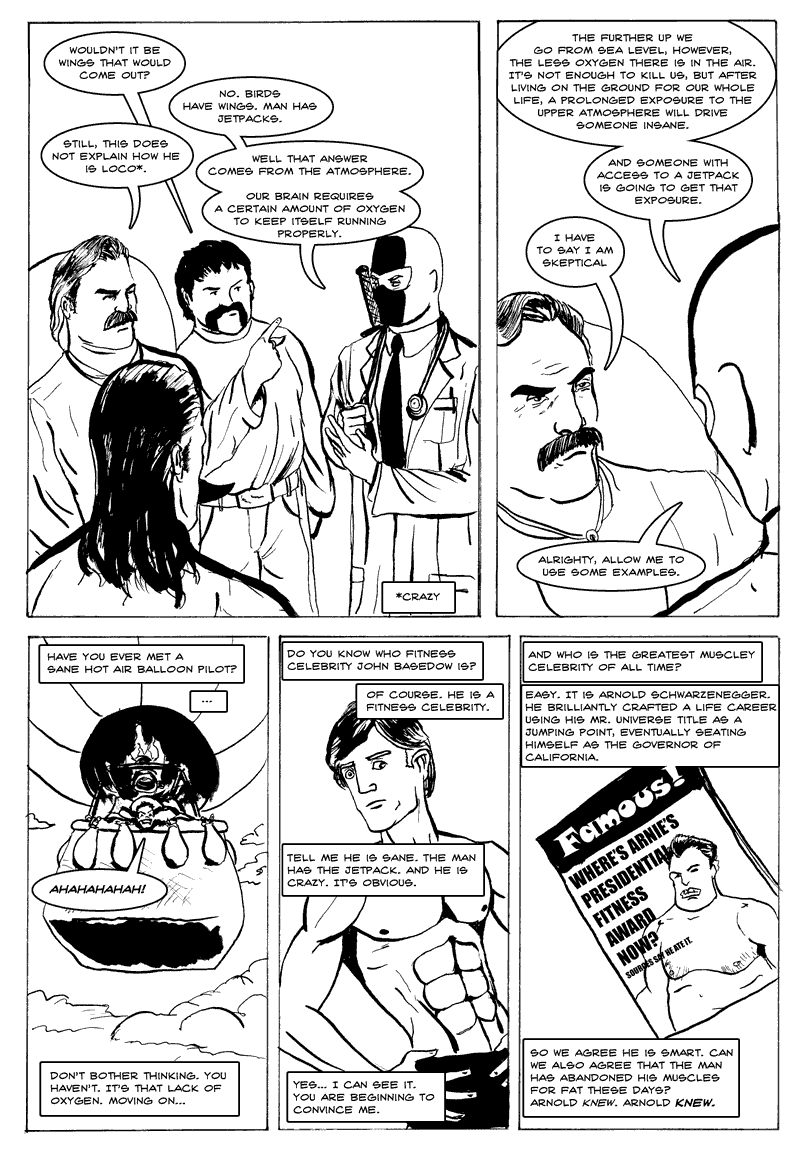 WOULDN'T IT BE
WINGS THAT WOULD
COME OUT?
NO. BIRDS
HAVE WINGS. MAN HAS
JETPACKS.
STILL, THIS DOES
NOT EXPLAIN HOW HE
IS LOCO*.
WELL THAT ANSWER
COMES FROM THE ATMOSPHERE.
OUR BRAIN REQUIRES
A CERTAIN AMOUNT OF OXYGEN
TO KEEP ITSELF RUNNING
PROPERLY.
*CRAZY
THE FURTHER UP WE
GO FROM SEA LEVEL, HOWEVER,
THE LESS OXYGEN THERE IS IN THE AIR.
IT'S NOT ENOUGH TO KILL US, BUT AFTER
LIVING ON THE GROUND FOR OUR WHOLE
LIFE, A PROLONGED EXPOSURE TO THE
UPPER ATMOSPHERE WILL DRIVE
SOMEONE INSANE.
AND SOMEONE WITH
ACCESS TO A JETPACK
IS GOING TO GET THAT
EXPOSURE.
I HAVE
TO SAY I AM
SKEPTICAL
ALRIGHTY, ALLOW ME TO
USE SOME EXAMPLES.
HAVE YOU EVER MET A
SANE HOT AIR BALLOON PILOT?
...
AHAHAHAHAH!
DON'T BOTHER THINKING. YOU
HAVEN'T. IT'S THAT LACK OF
OXYGEN. MOVING ON...
DO YOU KNOW WHO FITNESS
CELEBRITY JOHN BASEDOW IS?
OF COURSE. HE IS A
FITNESS CELEBRITY.
TELL ME HE IS SANE. THE MAN
HAS THE JETPACK. AND HE IS
CRAZY. IT'S OBVIOUS.
YES... I CAN SEE IT.
YOU ARE BEGINNING TO
CONVINCE ME.
AND WHO IS THE GREATEST MUSCLEY
CELEBRITY OF ALL TIME?
EASY. IT IS ARNOLD SCHWARZENEGGER.
HE BRILLIANTLY CRAFTED A LIFE CAREER
USING HIS MR. UNIVERSE TITLE AS A
JUMPING POINT, EVENTUALLY SEATING
HIMSELF AS THE GOVERNOR OF
CALIFORNIA.
Famous!
WHERE'S ARNIE'S
PRESIDENTIAL
FITNESS
AWARD
NOW?
SOURCES SAY HE ATE IT.
SO WE AGREE HE IS SMART. CAN
WE ALSO AGREE THAT THE MAN
HAS ABANDONED HIS MUSCLES
FOR FAT THESE DAYS?
ARNOLD KNEW. ARNOLD KNEW.